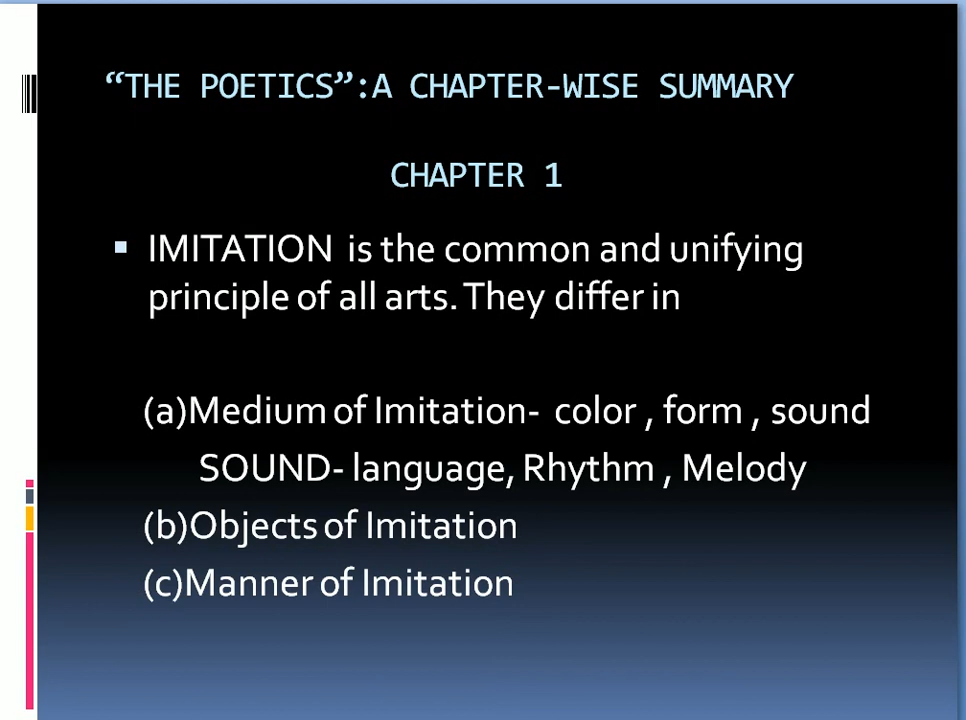 “THE POETICS”:A CHAPTER-WISE SUMMARY
CHAPTER 1
▪ IMITATION is the common and unifying
principle of all arts. They differ in
(a)Medium of Imitation- color , form , sound
SOUND- language, Rhythm , Melody
(b)Objects of Imitation
(c)Manner of Imitation